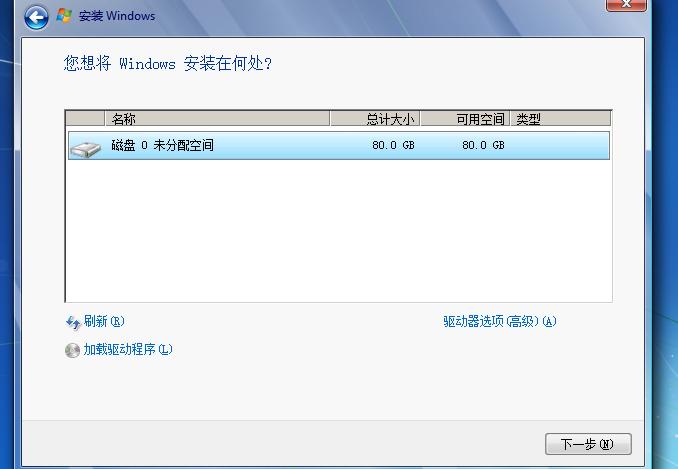 安装 Windows
您想将 Windows 安装在何处?
名称 总计大小 可用空间 类型
磁盘 0 未分配空间 80.0 GB 80.0 GB
刷新(R) 驱动器选项(高级)(A)
加载驱动程序(L)
下一步(N)